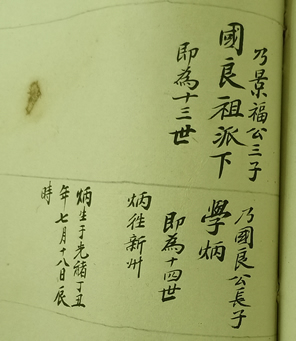 乃景福公三子
國良祖派下
即為十三世
乃國良公長子
學炳
即為十四世
炳往新州
炳生于光緒丁丑
年七月十八日辰
時